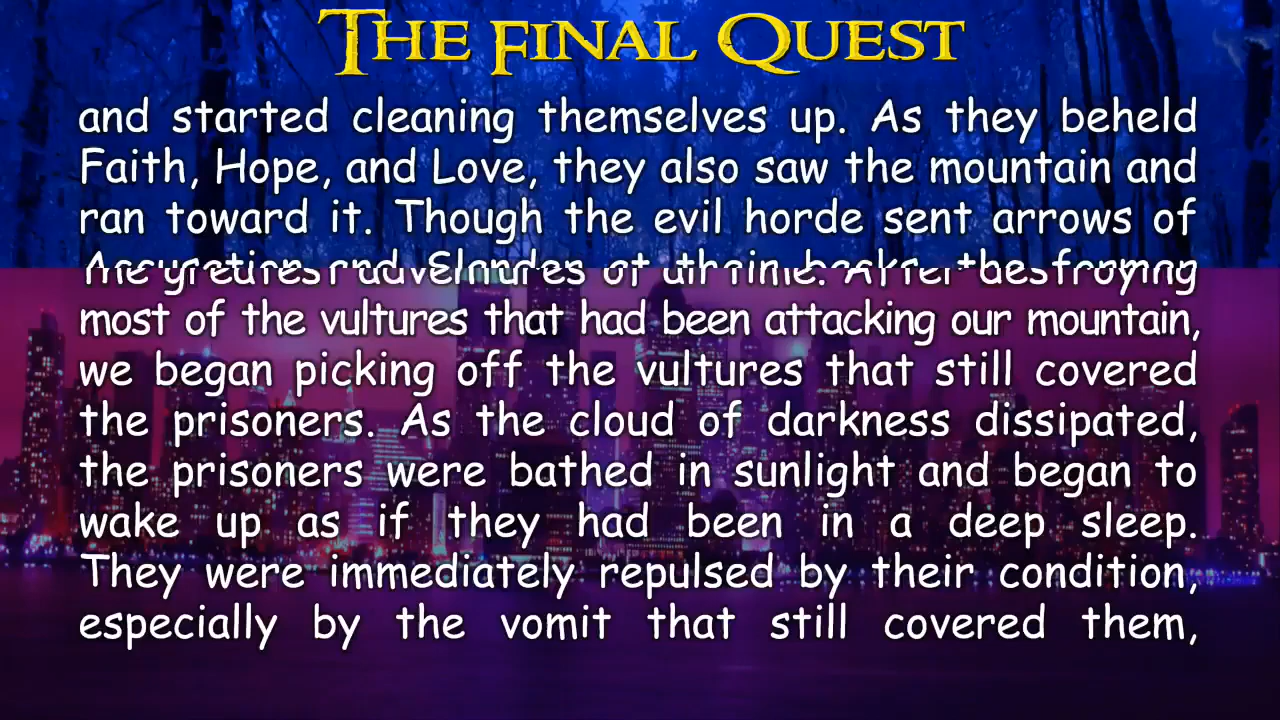 THE FINAL QUEST
and started cleaning themselves up. As they beheld
Faith, Hope, and Love, they also saw the mountain and
ran toward it. Though the evil horde sent arrows of
most of the vultures that had been attacking our mountain,
we began picking off the vultures that still covered
the prisoners. As the cloud of darkness dissipated,
the prisoners were bathed in sunlight and began to
wake up as if they had been in a deep sleep.
They were immediately repulsed by their condition,
especially by the vomit that still covered them,